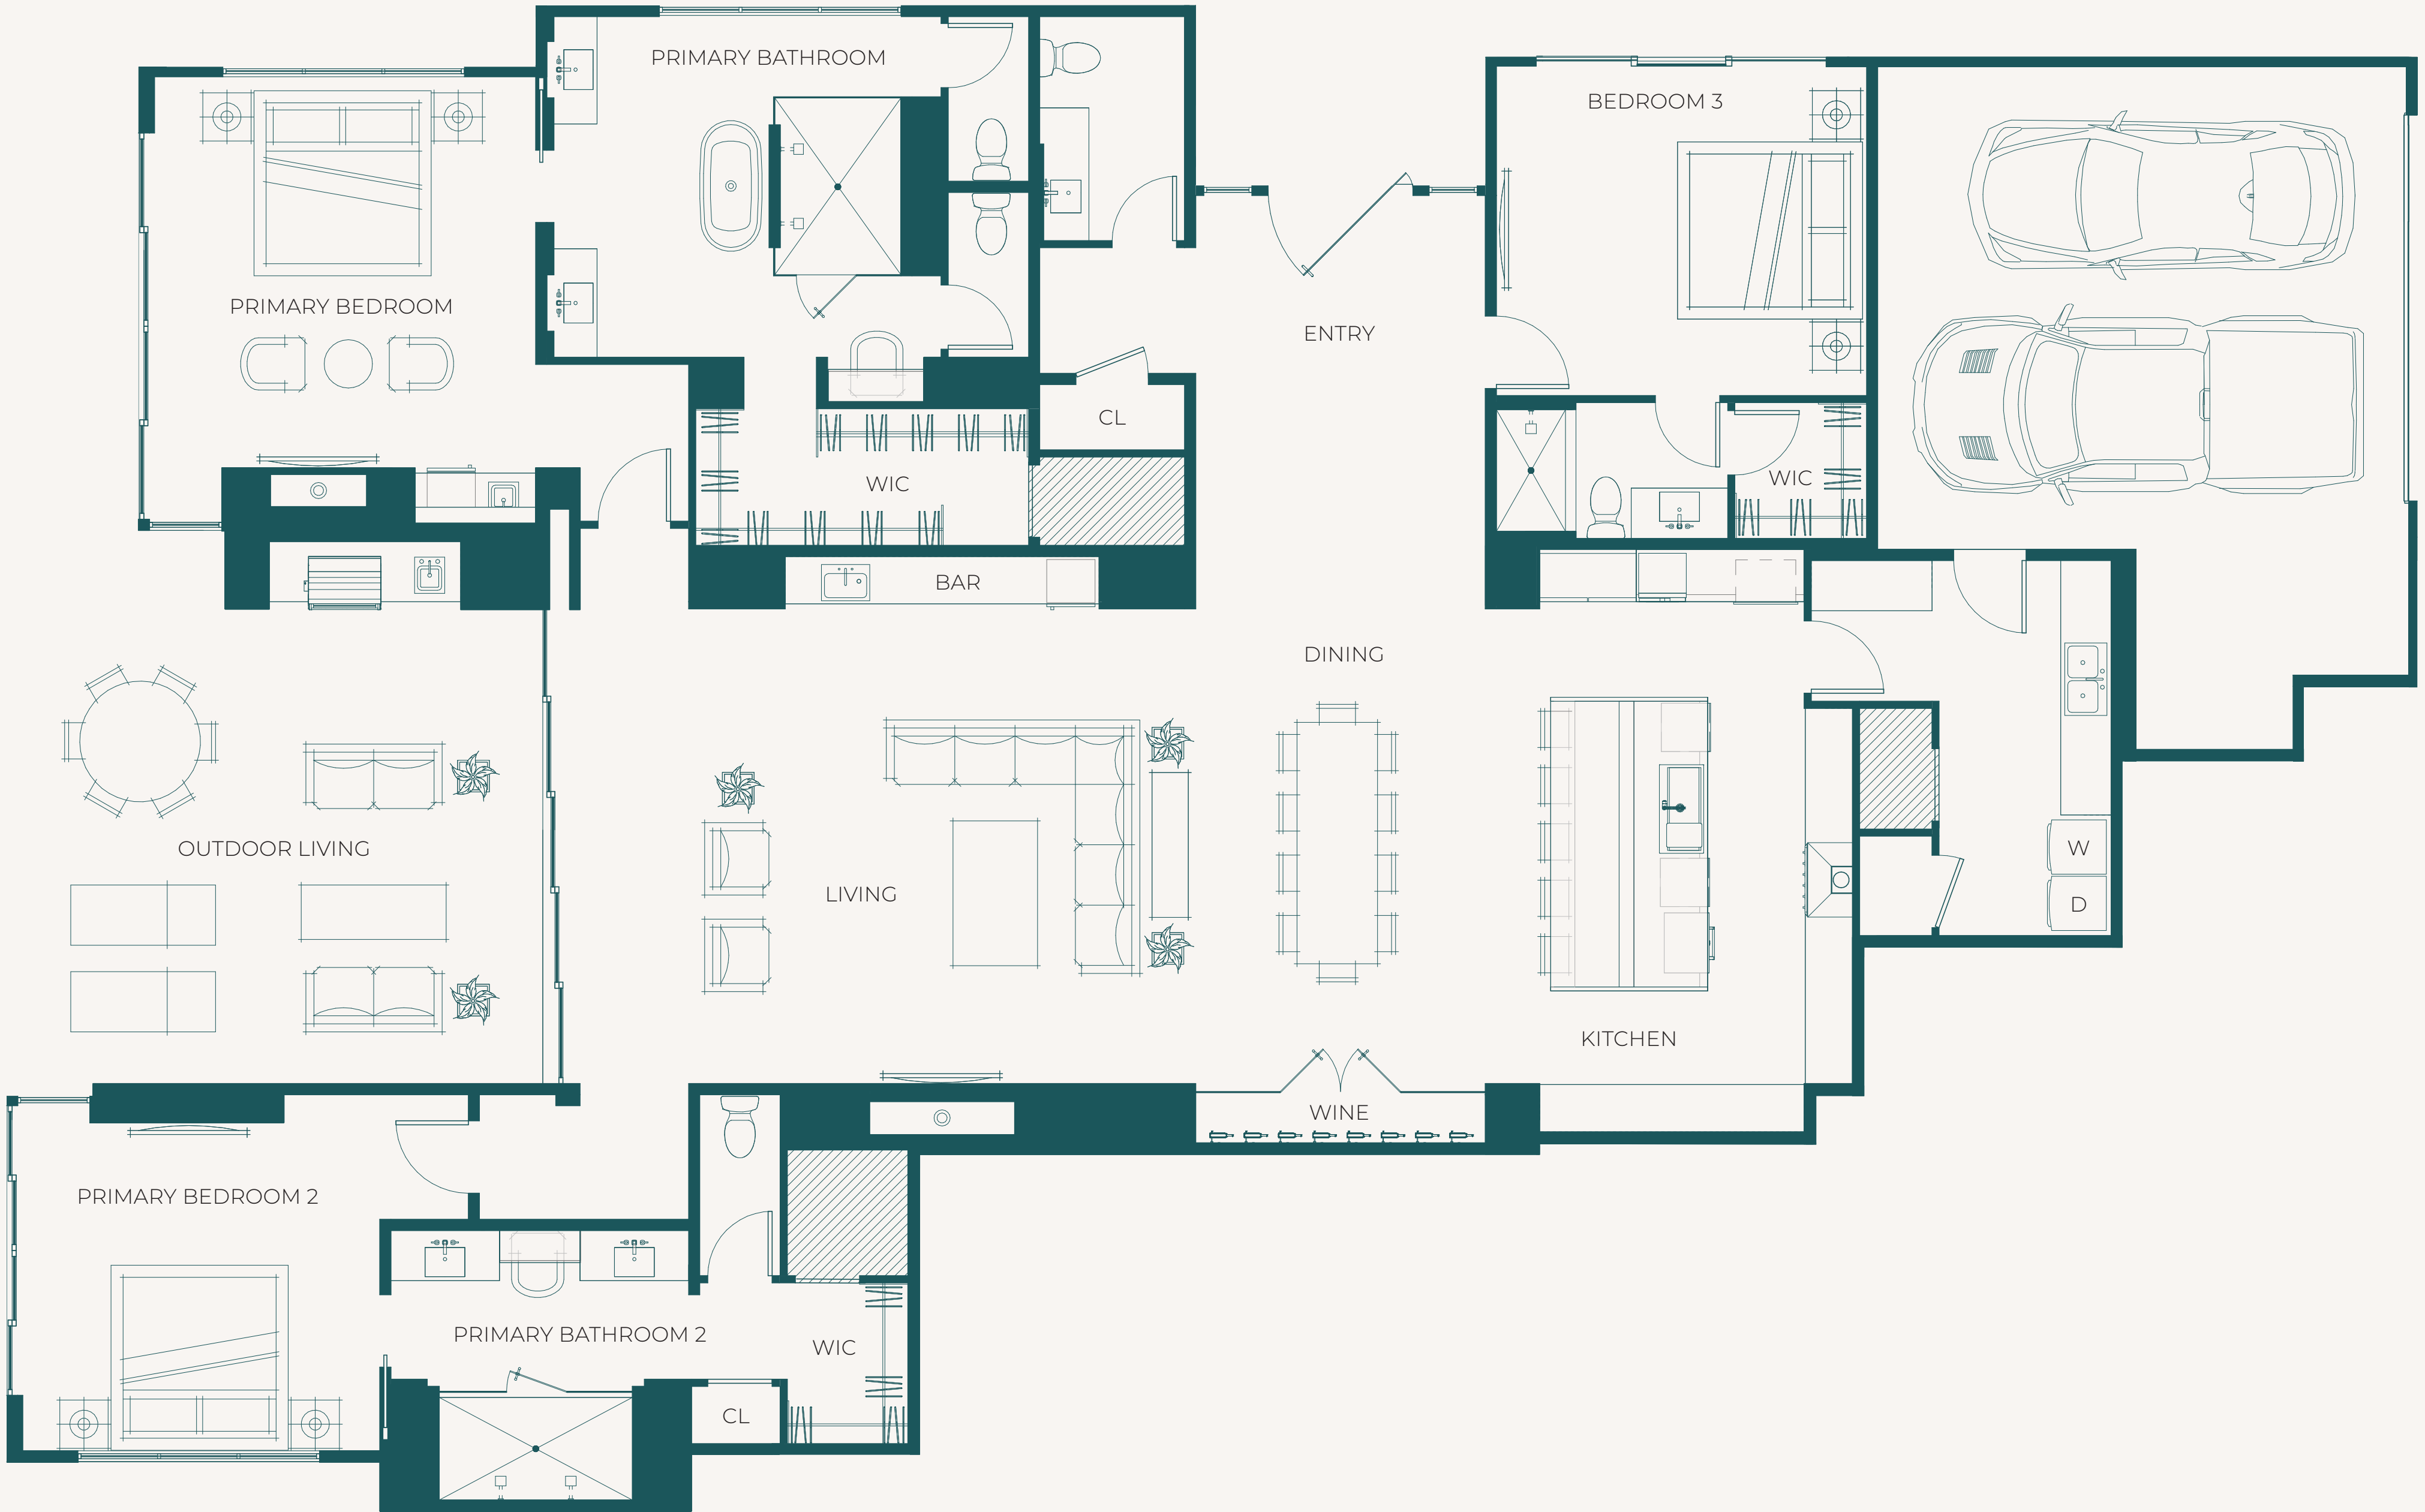 PRIMARY BATHROOM
BEDROOM 3
PRIMARY BEDROOM
ENTRY
CL
WIC
WIC
BAR
DINING
OUTDOOR LIVING
LIVING
W
D
KITCHEN
WINE
PRIMARY BEDROOM 2
PRIMARY BATHROOM 2
WIC
CL